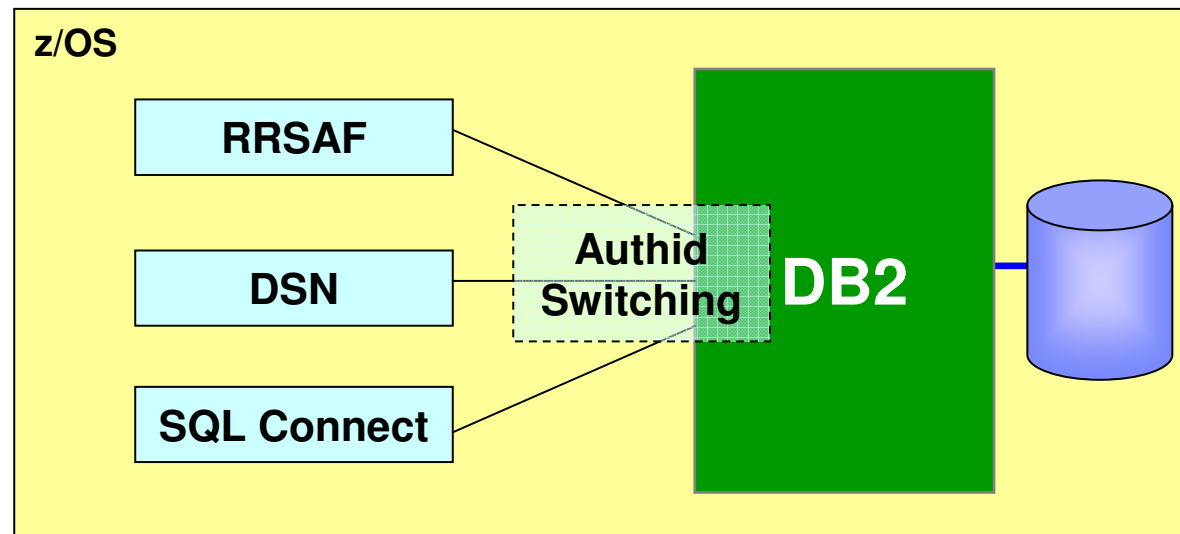 z/OS
RRSAF
DSN
SQL Connect
Authid
Switching
DB2